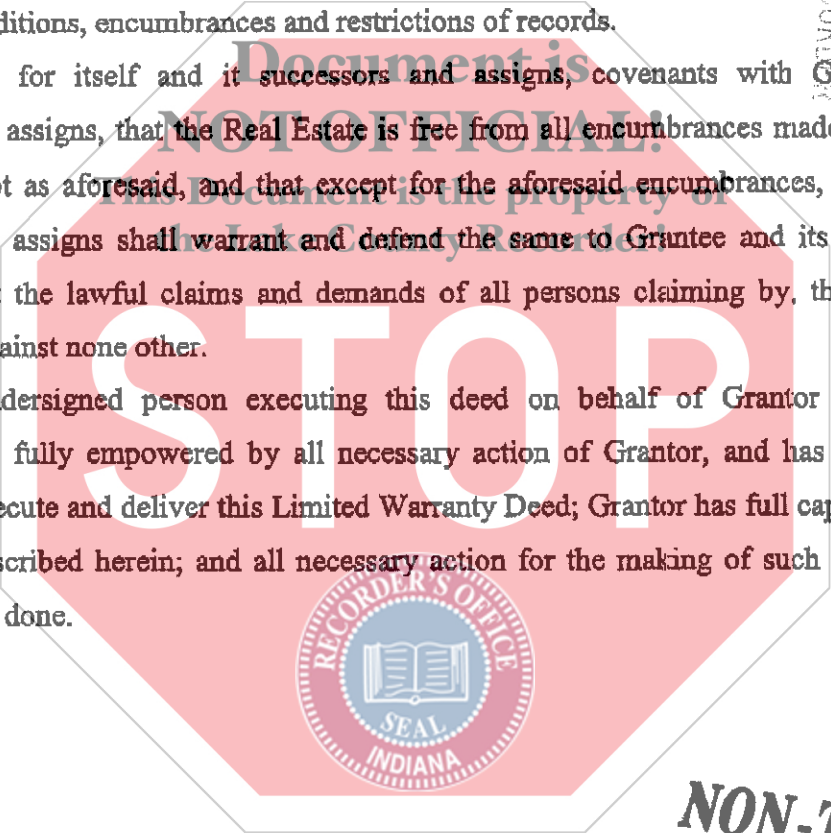 ditions, encumbrances and restrictions of records.
Document is
for itself and it successors and assigns, covenants with G
NOT OFFICIAL!
assigns, that the Real Estate is free from all encumbrances made
This Document is the property of
t as aforesaid, and that except for the aforesaid encumbrances,
the Lake County Recorder!
assigns shall warrant and defend the same to Grantee and its
the lawful claims and demands of all persons claiming by, th
ainst none other.
STOP
dersigned person executing this deed on behalf of Grantor
fully empowered by all necessary action of Grantor, and has
ecute and deliver this Limited Warranty Deed; Grantor has full cap
scribed herein; and all necessary action for the making of such
done.
RECORDER'S OFFICE
SEAL
INDIANA
NON-T